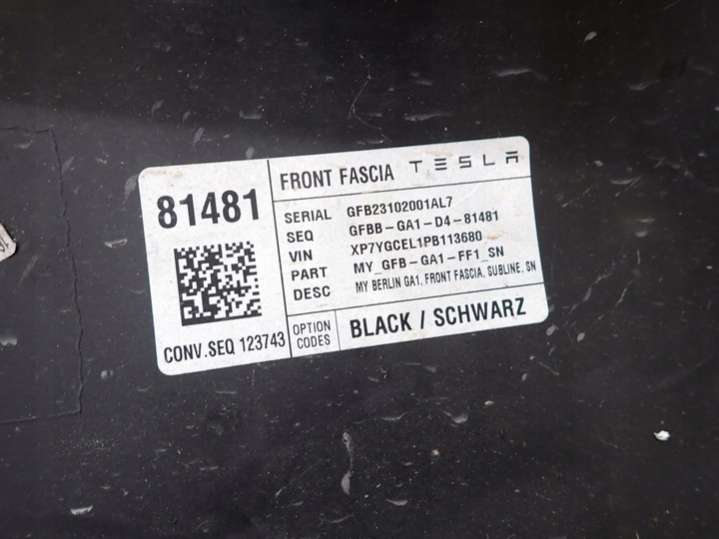 81481
CONV.SEQ 123743
FRONT FASCIA TESLA
SERIAL GFB23102001AL7
SEQ GFBB-GA1-D4-81481
VIN XP7YGCEL1PB113680
PART MY_GFB-GA1-FF1_SN
DESC MY BERLIN GA1, FRONT FASCIA, SUBLINE, SN
OPTION CODES BLACK / SCHWARZ